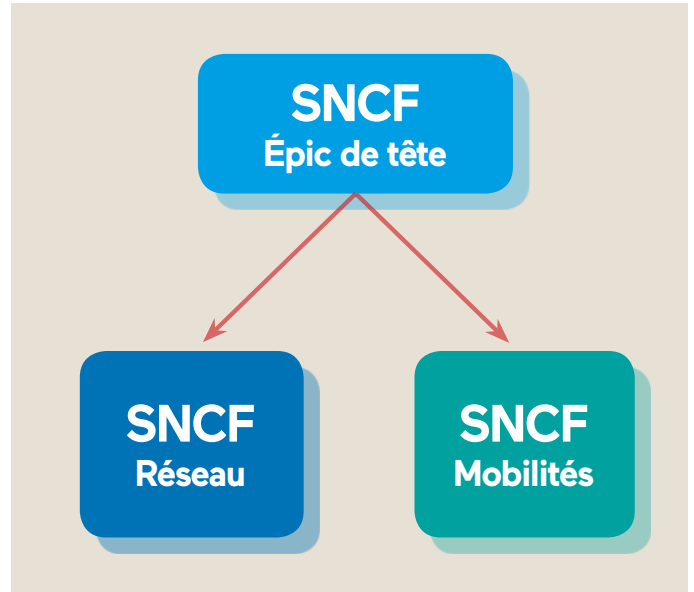 SNCF
Épic de tête
SNCF
Réseau
SNCF
Mobilités